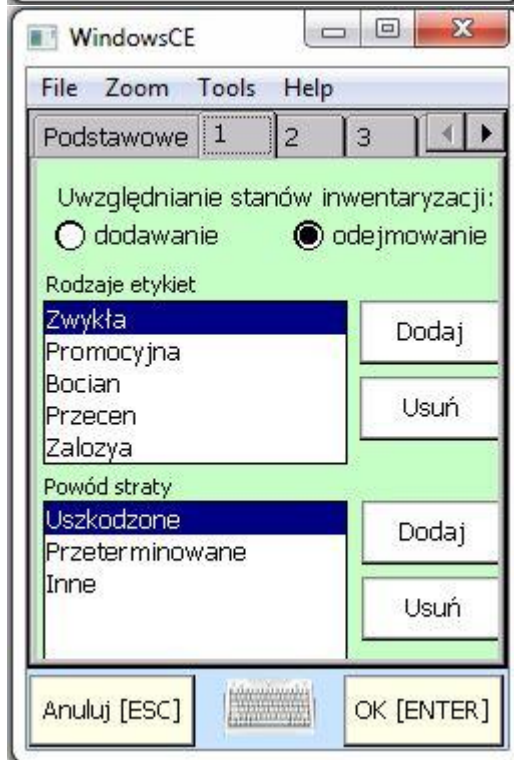 WindowsCE
File Zoom Tools Help
Podstawowe 1 2 3
Uwzględnianie stanów inwentaryzacji:
dodawanie odejmowanie
Rodzaje etykiet
Zwykła
Promocyjna
Bocian
Przecen
Zalozya
Dodaj
Usuń
Powód straty
Uszkodzone
Przeterminowane
Inne
Dodaj
Usuń
Anuluj [ESC] OK [ENTER]